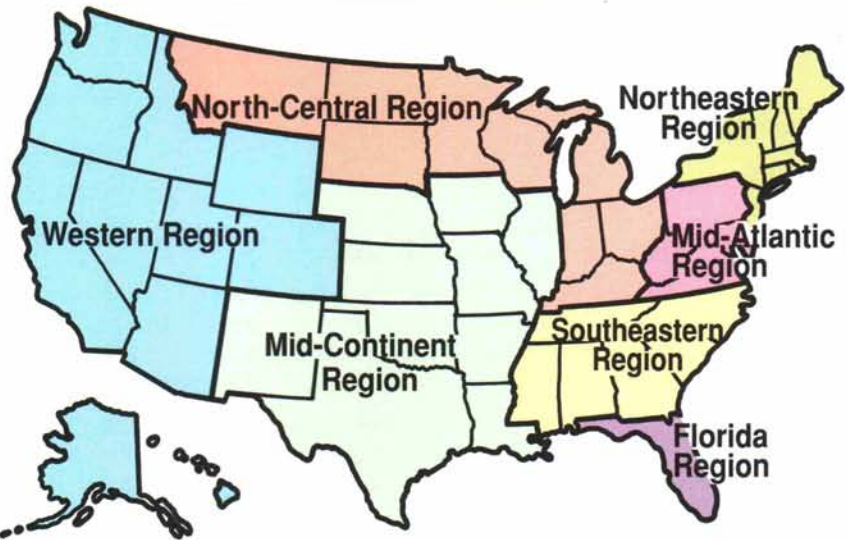 North-Central Region
Northeastern
Region
Western Region
Mid-Atlantic
Region
Mid-Continent
Region
Southeastern
Region
Florida
Region